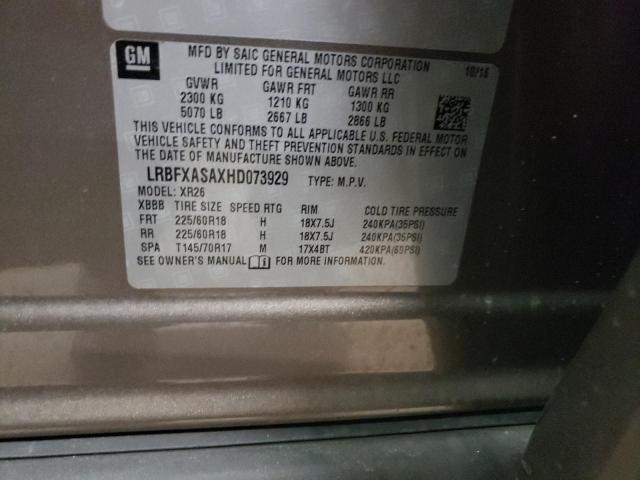 GM
MFD BY SAIC GENERAL MOTORS CORPORATION
LIMITED FOR GENERAL MOTORS LLC
10/16
GVWR GAWR FRT GAWR RR
2300 KG 1210 KG 1300 KG
5070 LB 2667 LB 2866 LB
THIS VEHICLE CONFORMS TO ALL APPLICABLE U.S. FEDERAL MOTOR
VEHICLE SAFETY AND THEFT PREVENTION STANDARDS IN EFFECT ON
THE DATE OF MANUFACTURE SHOWN ABOVE.
LRBFXASAXHD073929 TYPE: M.P.V.
MODEL: XR26
XBBB TIRE SIZE SPEED RTG RIM COLD TIRE PRESSURE
FRT 225/60R18 H 18X7.5J 240KPA(35PSI)
RR 225/60R18 H 18X7.5J 240KPA(35PSI)
SPA T145/70R17 M 17X4BT 420KPA(60PSI)
SEE OWNER'S MANUAL FOR MORE INFORMATION.